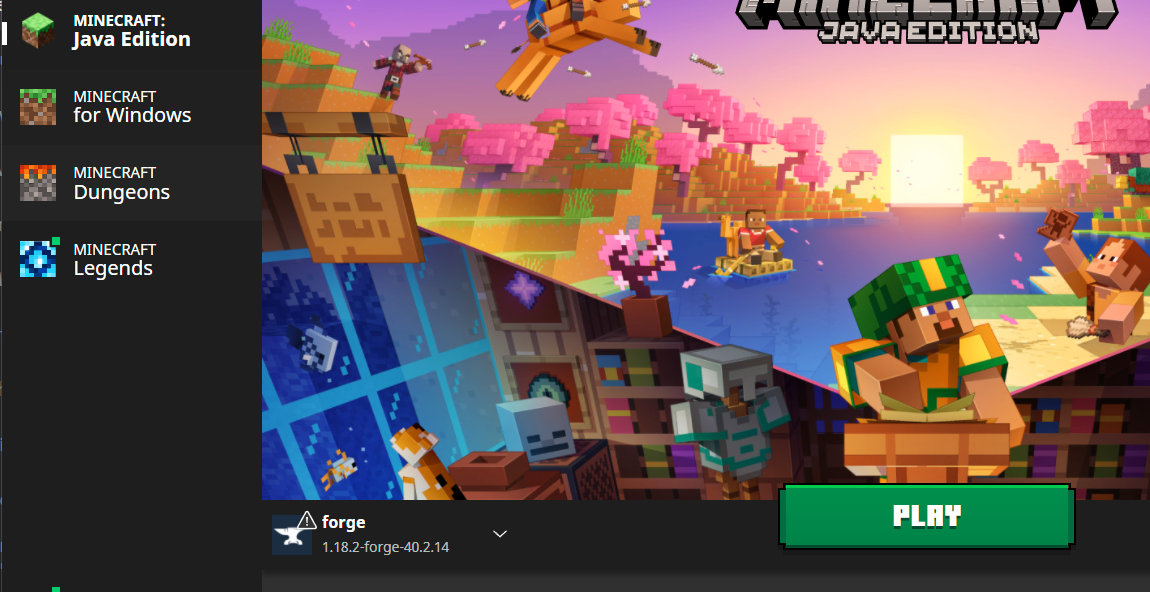 MINECRAFT:
Java Edition
MINECRAFT
for Windows
MINECRAFT
Dungeons
MINECRAFT
Legends
MINECRAFT
JAVA EDITION
forge
1.18.2-forge-40.2.14
PLAY